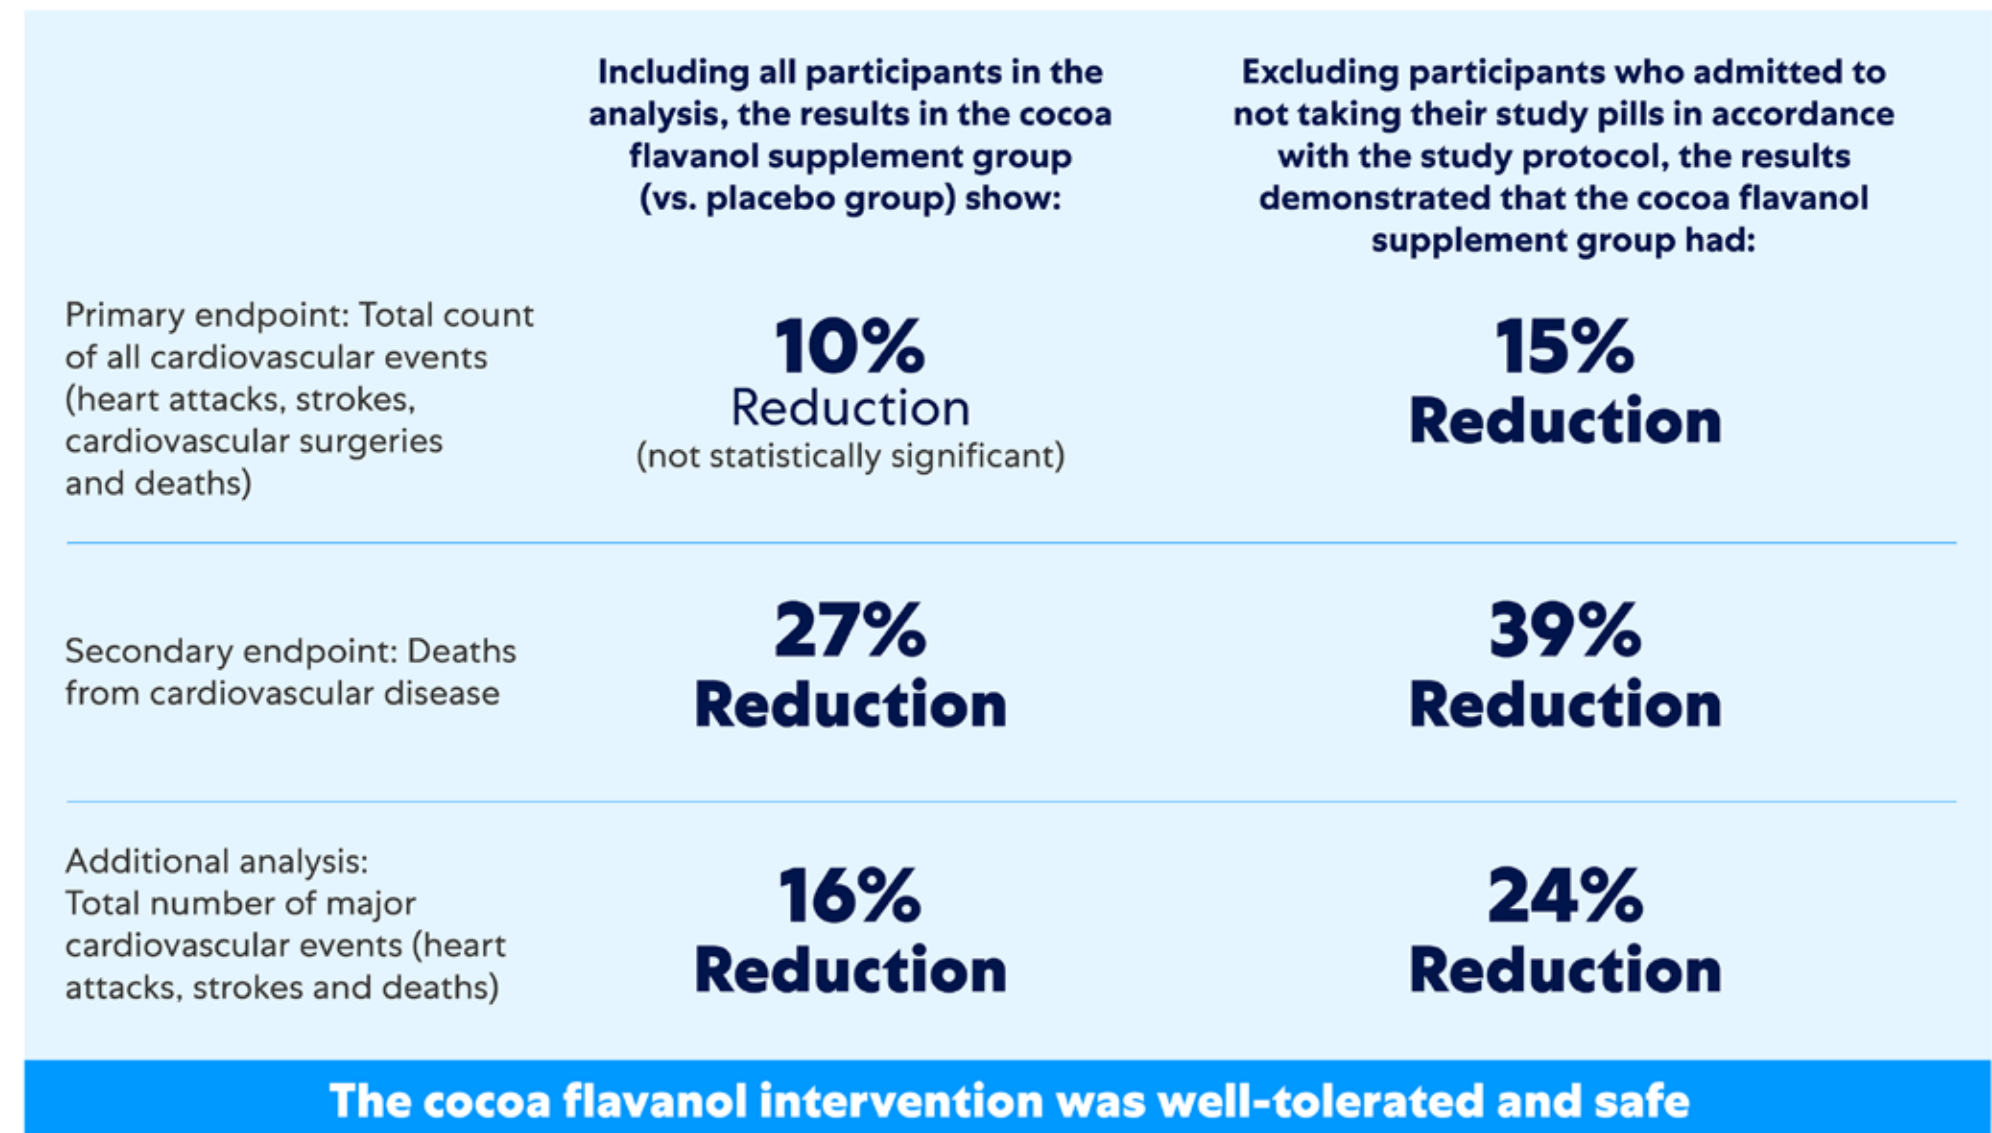 Including all participants in the
analysis, the results in the cocoa
flavanol supplement group
(vs. placebo group) show:
Excluding participants who admitted to
not taking their study pills in accordance
with the study protocol, the results
demonstrated that the cocoa flavanol
supplement group had:
Primary endpoint: Total count
of all cardiovascular events
(heart attacks, strokes,
cardiovascular surgeries
and deaths)
10%
Reduction
(not statistically significant)
15%
Reduction
Secondary endpoint: Deaths
from cardiovascular disease
27%
Reduction
39%
Reduction
Additional analysis:
Total number of major
cardiovascular events (heart
attacks, strokes and deaths)
16%
Reduction
24%
Reduction
The cocoa flavanol intervention was well-tolerated and safe